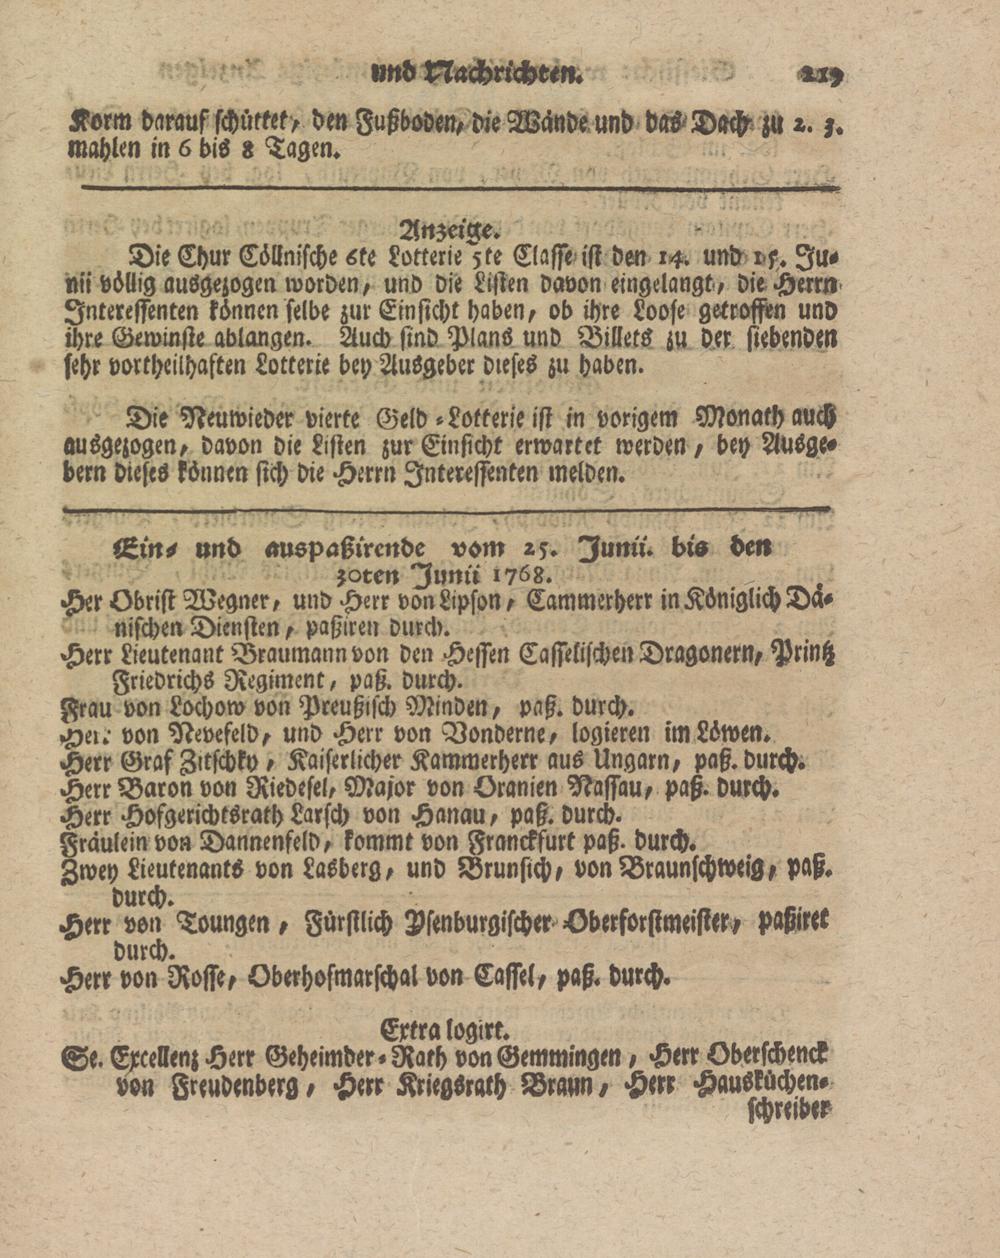 und Nachrichten. 219
Korm darauf schüttet, den Fußboden, die Wände und das Dach zu 2. 3.
mahlen in 6 bis 8 Tagen.
Anzeige.
Die Chur Cöllnische 6te Lotterie 5te Classe ist den 14. und 15. Ju-
nii völlig ausgezogen worden, und die Listen davon eingelangt, die Herrn
Interessenten können selbe zur Einsicht haben, ob ihre Loose getroffen und
ihre Gewinste ablangen. Auch sind Plans und Billets zu der siebenden
sehr vortheilhaften Lotterie bey Ausgeber dieses zu haben.
Die Neuwieder vierte Geld-Lotterie ist in vorigem Monath auch
ausgezogen, davon die Listen zur Einsicht erwartet werden, bey Ausge-
bern dieses können sich die Herrn Interessenten melden.
Ein- und auspaßirende vom 25. Junii. bis den
30ten Junii 1768.
Her Obrist Wegner, und Herr von Lipson, Cammerherr in Königlich Dä-
nischen Diensten, paßiren durch.
Herr Lieutenant Braumann von den Hessen Casselischen Dragonern, Printz
Friedrichs Regiment, paß. durch.
Frau von Lochow von Preußisch Minden, paß. durch.
Herr von Nevefeld, und Herr von Vonderne, logieren im Löwen.
Herr Graf Zitschky, Kaiserlicher Kammerherr aus Ungarn, paß. durch.
Herr Baron von Riedesel, Major von Oranien Nassau, paß. durch.
Herr Hofgerichtsrath Larsch von Hanau, paß. durch.
Fräulein von Dannenfeld, kommt von Franckfurt paß. durch.
Zwey Lieutenants von Lasberg, und Brunsich, von Braunschweig, paß.
durch.
Herr von Toungen, Fürstlich Ysenburgischer Oberforstmeister, paßiret
durch.
Herr von Rosse, Oberhofmarschal von Cassel, paß. durch.
Extra logirt.
Se. Excellenz Herr Geheimder-Rath von Gemmingen, Herr Oberschenck
von Freudenberg, Herr Kriegsrath Braun, Herr Hausküchen-
schreiber